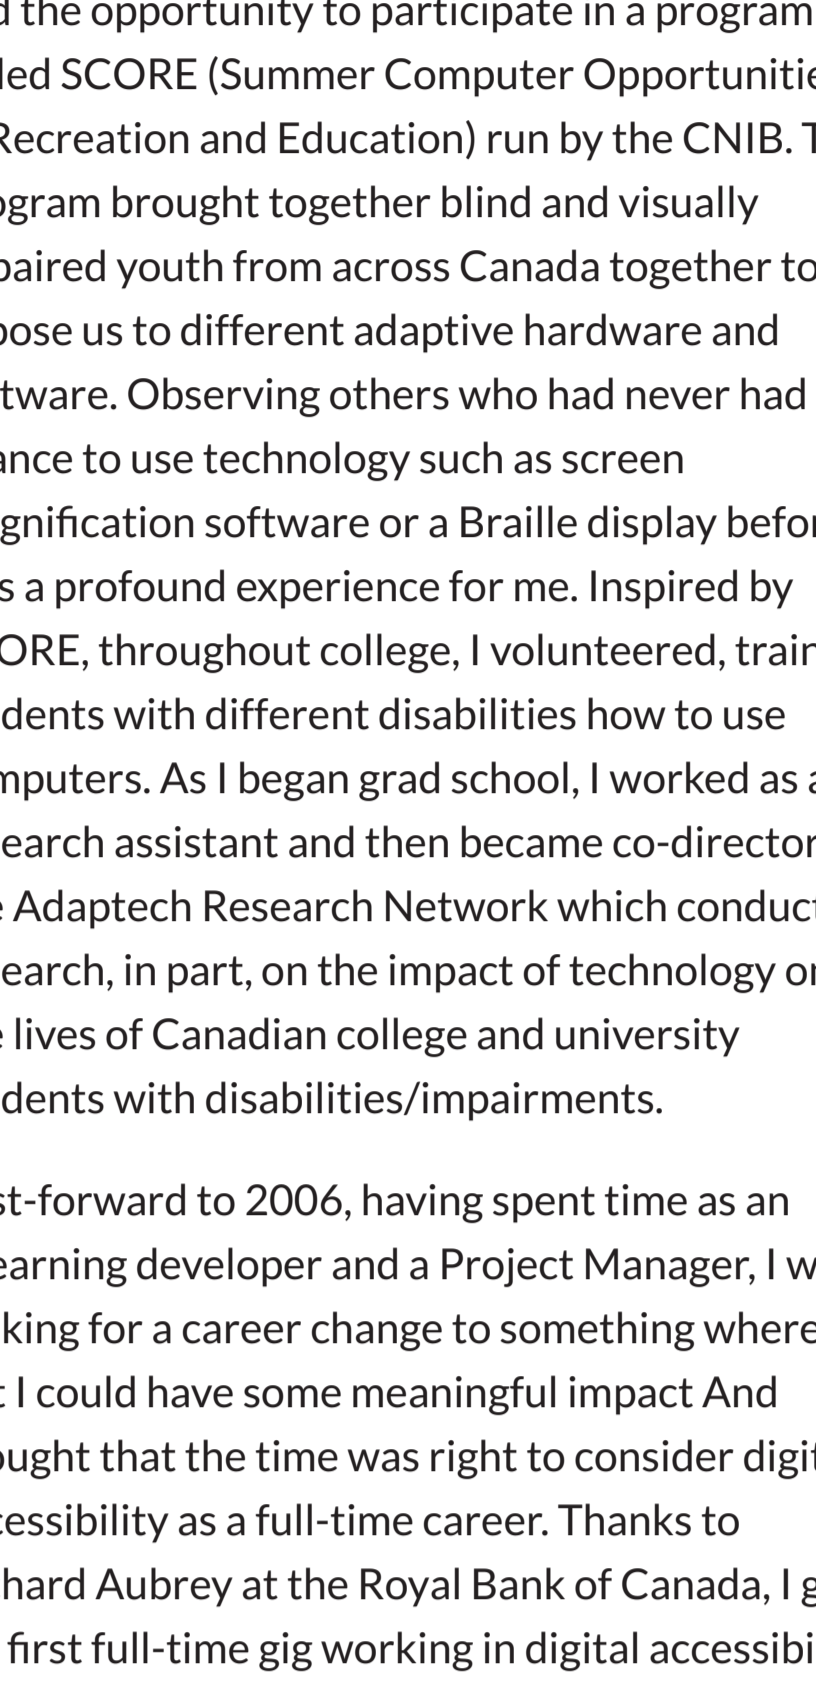 d the opportunity to participate in a program
led SCORE (Summer Computer Opportunitie
Recreation and Education) run by the CNIB. T
ogram brought together blind and visually
paired youth from across Canada together to
pose us to different adaptive hardware and
tware. Observing others who had never had
ance to use technology such as screen
gnification software or a Braille display befor
s a profound experience for me. Inspired by
ORE, throughout college, I volunteered, train
dents with different disabilities how to use
mputers. As I began grad school, I worked as a
earch assistant and then became co-director
e Adaptech Research Network which conduct
earch, in part, on the impact of technology on
e lives of Canadian college and university
dents with disabilities/impairments.
st-forward to 2006, having spent time as an
earning developer and a Project Manager, I w
king for a career change to something where
t I could have some meaningful impact And
ought that the time was right to consider digit
cessibility as a full-time career. Thanks to
hard Aubrey at the Royal Bank of Canada, I g
first full-time gig working in digital accessibi